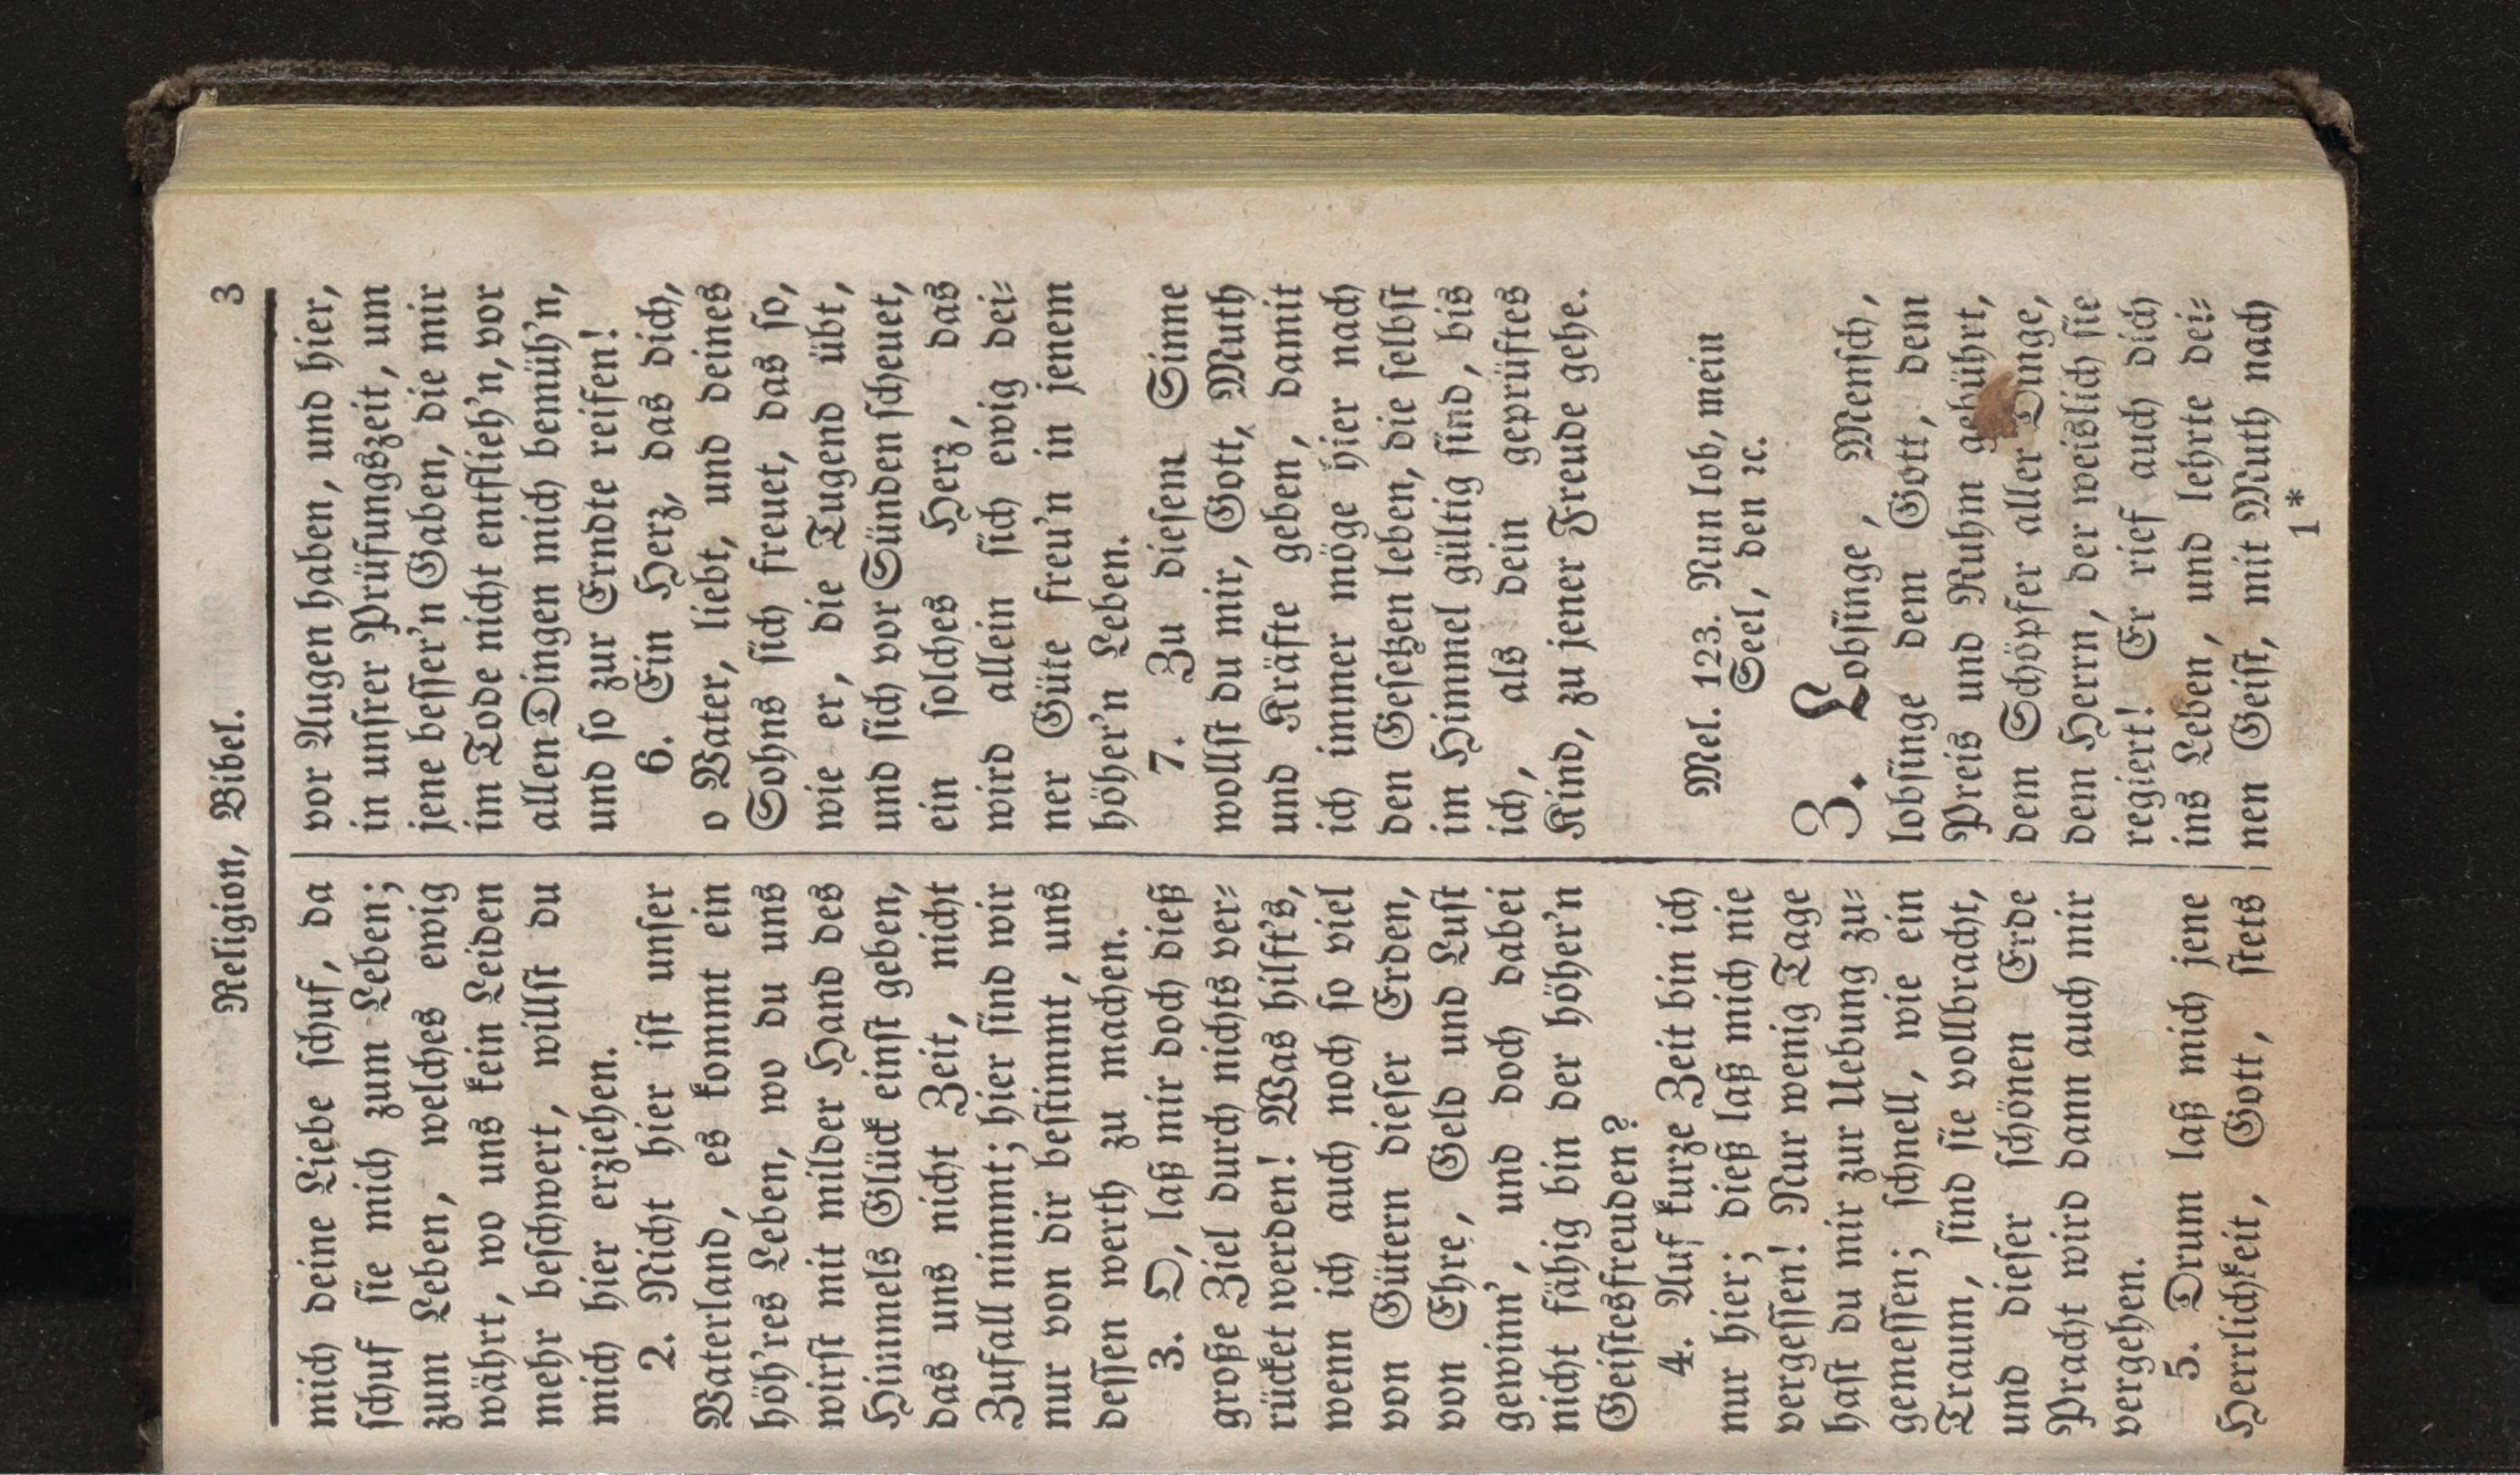 Religion, Bibel. 3
mich deine Liebe ſchuf, da
ſchuf ſie mich zum Leben;
zum Leben, welches ewig
währt, wo uns kein Leiden
mehr beſchwert, willſt du
mich hier erziehen.
2. Nicht hier iſt unſer
Vaterland, es kommt ein
höh'res Leben, wo du uns
wirſt mit milder Hand des
Himmels Glück einſt geben,
das uns nicht Zeit, nicht
Zufall nimmt; hier ſind wir
nur von dir beſtimmt, uns
deſſen werth zu machen.
3. O, laß mir doch dieß
große Ziel durch nichts ver⸗
rücket werden! Was hilft's,
wenn ich auch noch ſo viel
von Gütern dieſer Erden,
von Ehre, Geld und Luſt
gewinn', und doch dabei
nicht fähig bin der höher'n
Geiſtesfreuden?
4. Auf kurze Zeit bin ich
nur hier; dieß laß mich nie
vergeſſen! Nur wenig Tage
haſt du mir zur Uebung zu⸗
gemeſſen; ſchnell, wie ein
Traum, ſind ſie vollbracht,
und dieſer ſchönen Erde
Pracht wird dann auch mir
vergehen.
5. Drum laß mich jene
Herrlichkeit, Gott, ſtets
vor Augen haben, und hier,
in unſrer Prüfungszeit, um
jene beſſer'n Gaben, die mir
im Tode nicht entflieh'n, vor
allen Dingen mich bemüh'n,
und ſo zur Erndte reifen!
6. Ein Herz, das dich,
o Vater, liebt, und deines
Sohns ſich freuet, das ſo,
wie er, die Tugend übt,
und ſich vor Sünden ſcheuet,
ein ſolches Herz, das
wird allein ſich ewig dei⸗
ner Güte freu'n in jenem
höher'n Leben.
7. Zu dieſem Sinne
wollſt du mir, Gott, Muth
und Kräfte geben, damit
ich immer möge hier nach
den Geſetzen leben, die ſelbſt
im Himmel gültig ſind, bis
ich, als dein geprüftes
Kind, zu jener Freude gehe.
Mel. 123. Nun lob, mein
Seel, den ꝛc.
3. Lobſinge, Menſch,
lobſinge dem Gott, dem
Preis und Ruhm gebührt,
dem Schöpfer aller Dinge,
dem Herrn, der weislich ſie
regiert! Er rief auch dich
ins Leben, und lehrte dei⸗
nen Geiſt, mit Muth nach
1*